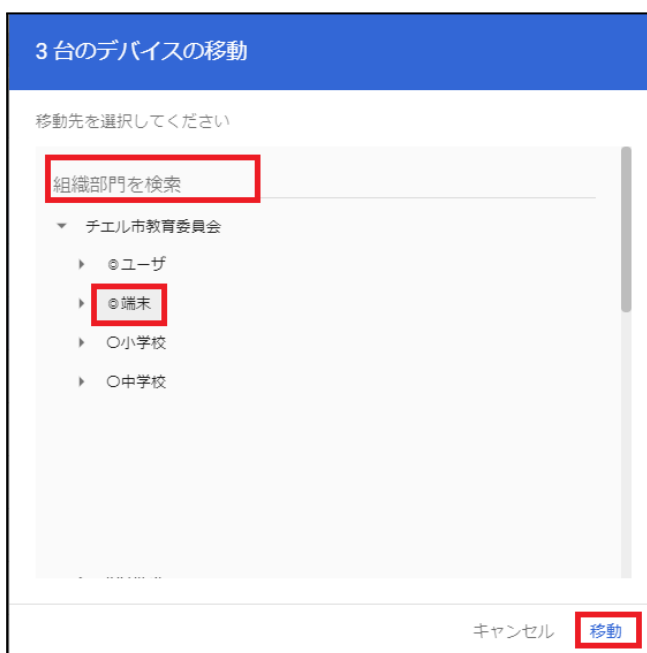 3 台のデバイスの移動
移動先を選択してください
組織部門を検索
チエル市教育委員会
◎ユーザ
◎端末
〇小学校
〇中学校
キャンセル 移動